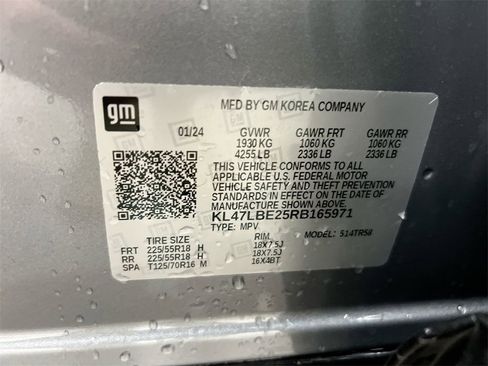 gm
MFD BY GM KOREA COMPANY
01/24 GVWR GAWR FRT GAWR RR
1930 KG 1060 KG 1060 KG
4255 LB 2336 LB 2336 LB
THIS VEHICLE CONFORMS TO ALL
APPLICABLE U.S. FEDERAL MOTOR
VEHICLE SAFETY AND THEFT PREVENTION
STANDARDS IN EFFECT ON THE DATE OF
MANUFACTURE SHOWN ABOVE.
KL47LBE25RB165971
TYPE: MPV MODEL: 514TR58
TIRE SIZE RIM
FRT 225/55R18 H 18X7.5J
RR 225/55R18 H 18X7.5J
SPA T125/70R16 M 16X4BT